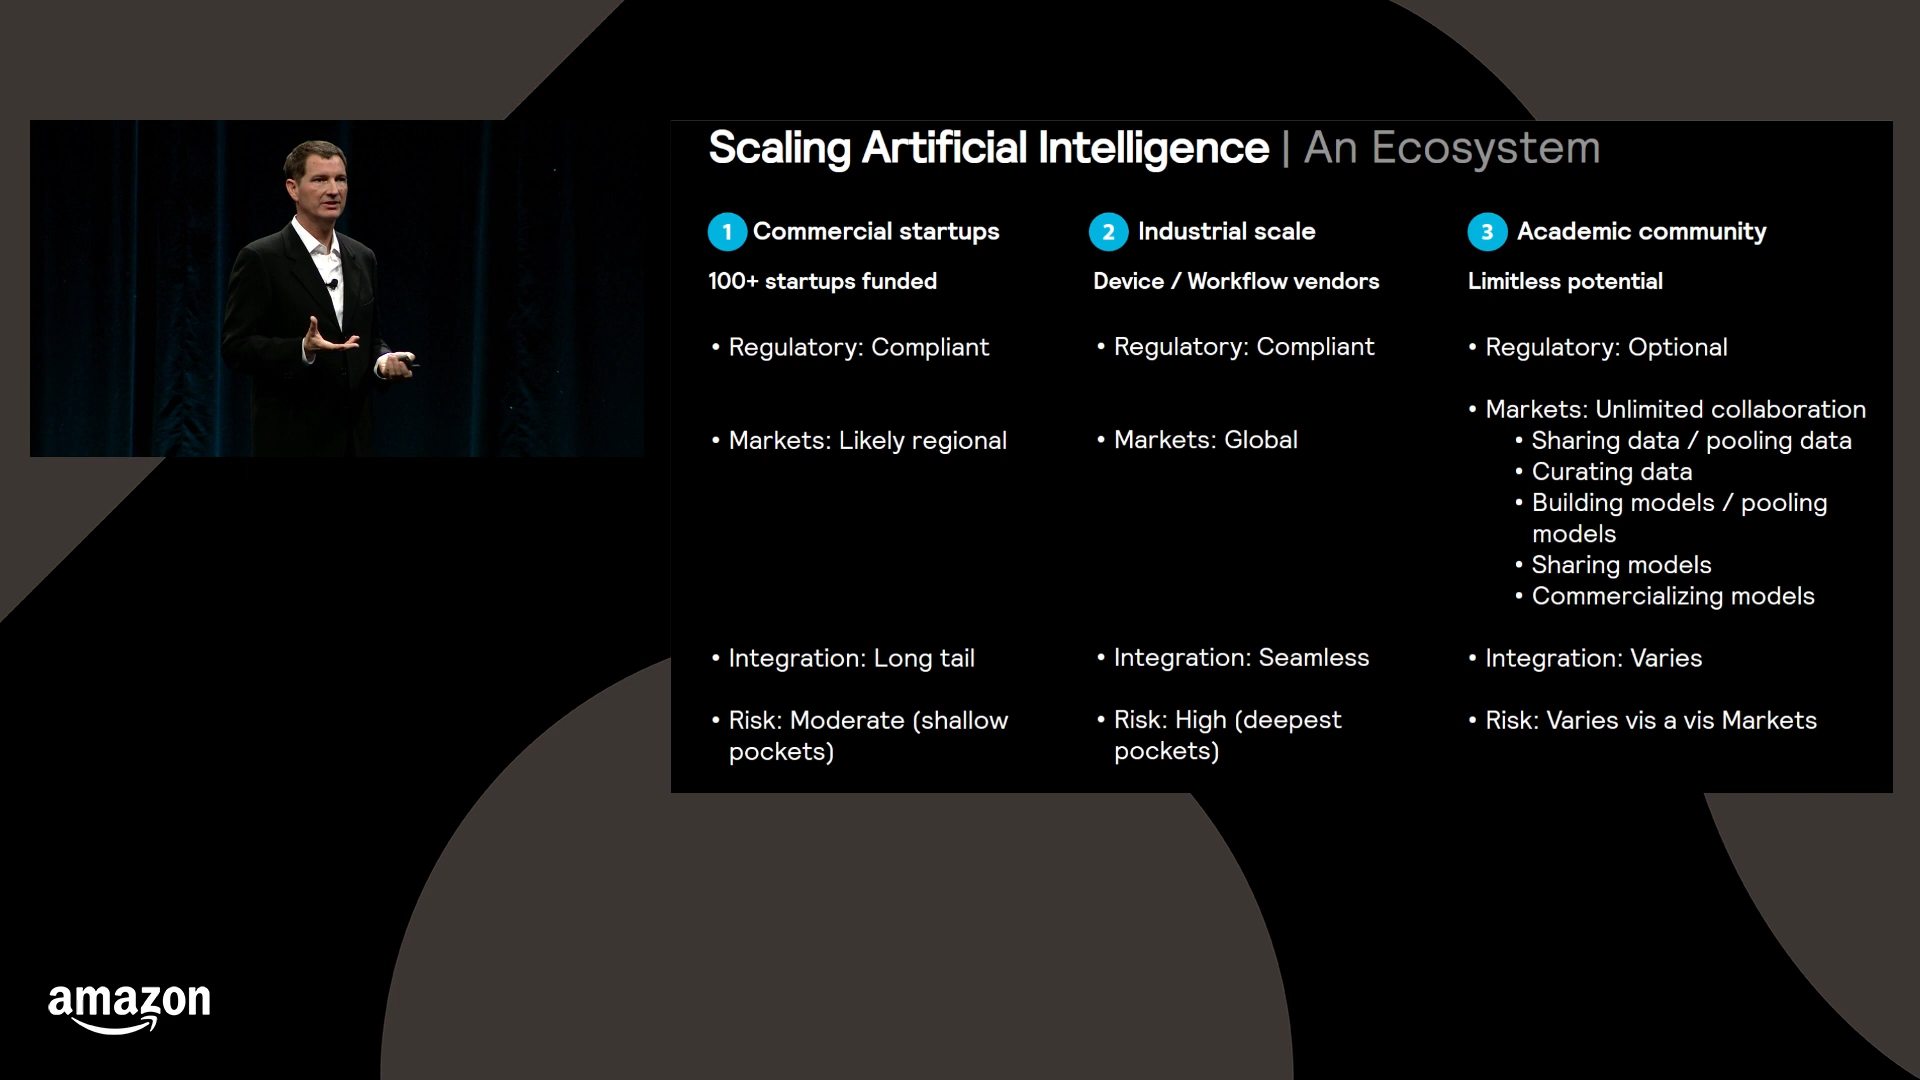 Scaling Artificial Intelligence | An Ecosystem
1 Commercial startups
100+ startups funded
• Regulatory: Compliant
• Markets: Likely regional
• Integration: Long tail
• Risk: Moderate (shallow
pockets)
2 Industrial scale
Device / Workflow vendors
• Regulatory: Compliant
• Markets: Global
• Integration: Seamless
• Risk: High (deepest
pockets)
3 Academic community
Limitless potential
• Regulatory: Optional
• Markets: Unlimited collaboration
• Sharing data / pooling data
• Curating data
• Building models / pooling
models
• Sharing models
• Commercializing models
• Integration: Varies
• Risk: Varies vis a vis Markets
amazon